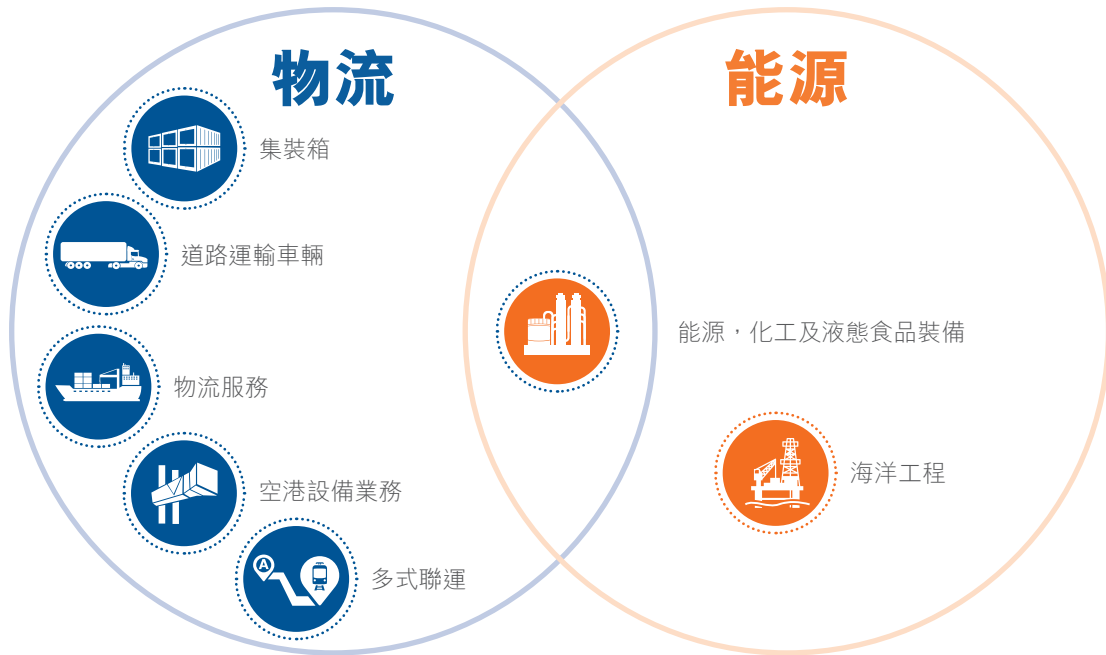 物流
能源
集裝箱
道路運輸車輛
能源，化工及液態食品裝備
物流服務
海洋工程
空港設備業務
A
多式聯運